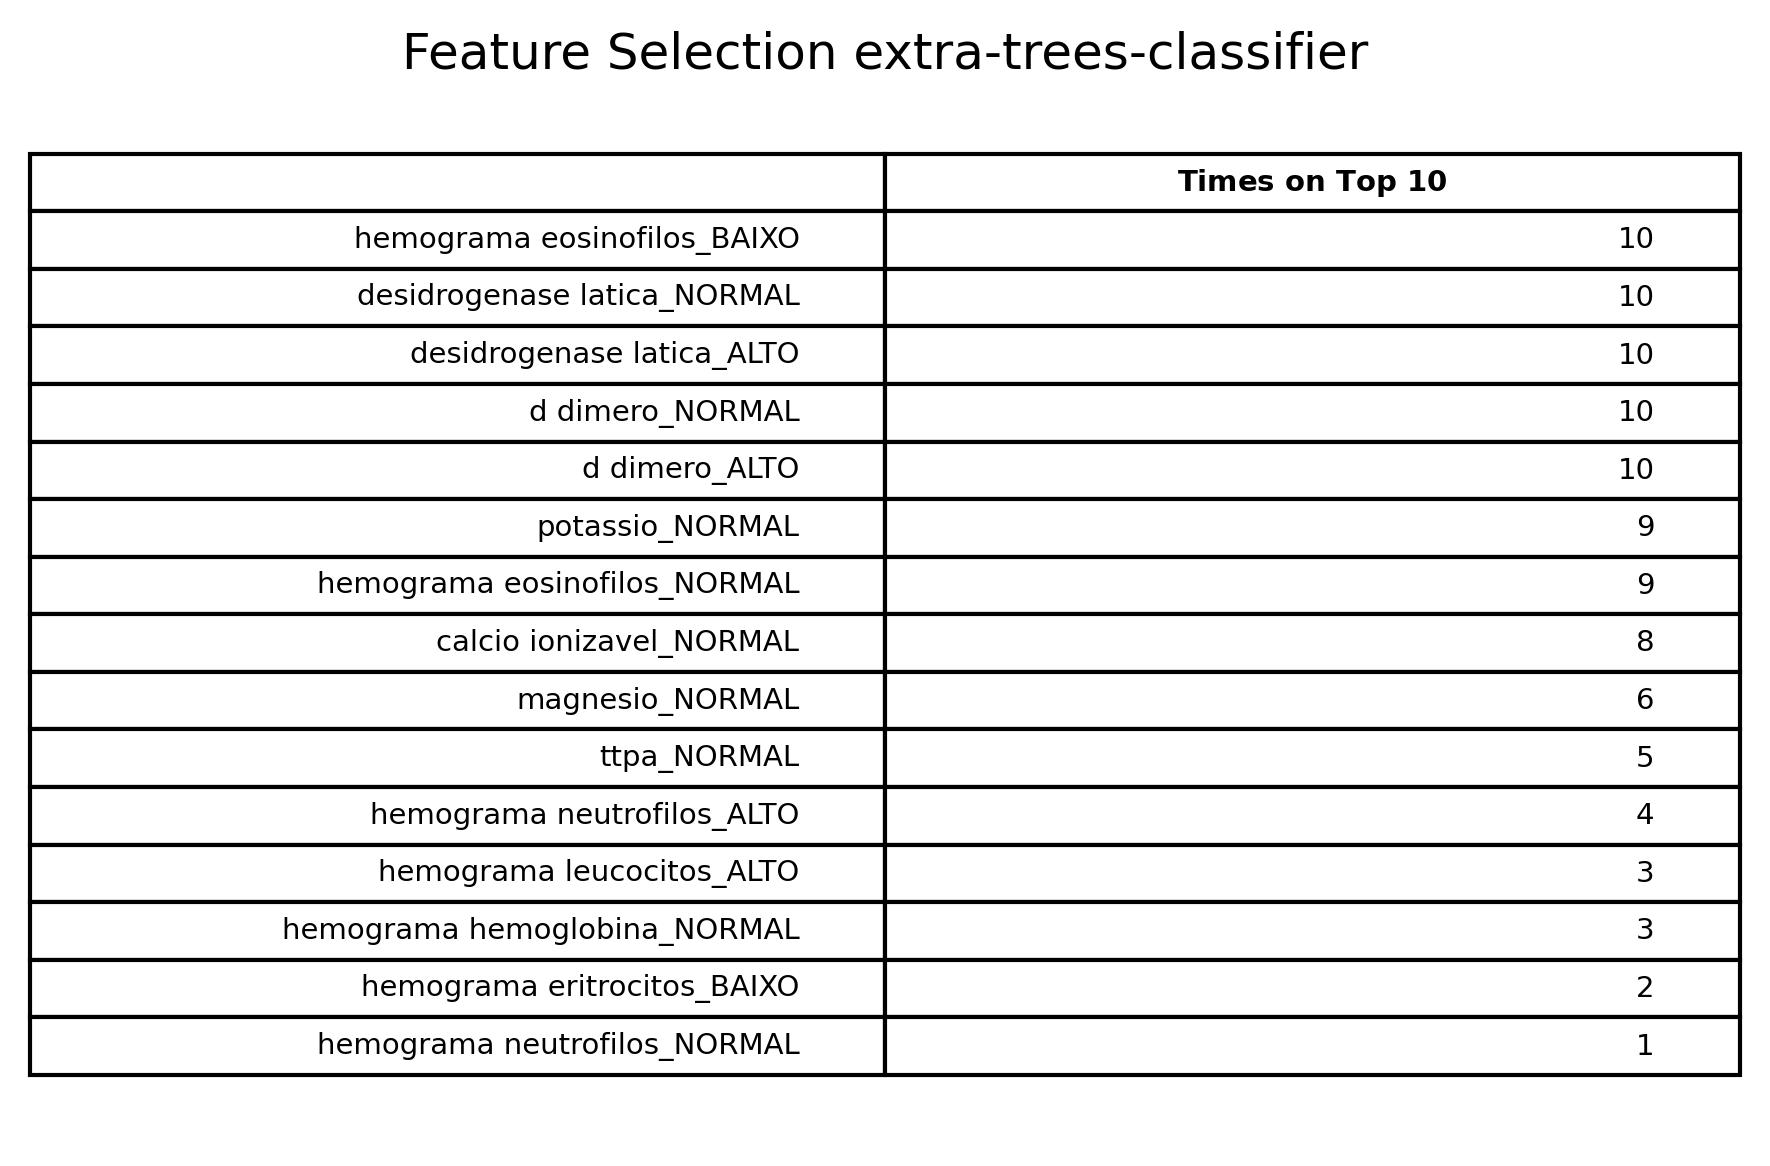 Feature Selection extra-trees-classifier
Times on Top 10
hemograma eosinofilos_BAIXO 10
desidrogenase latica_NORMAL 10
desidrogenase latica_ALTO 10
d dimero_NORMAL 10
d dimero_ALTO 10
potassio_NORMAL 9
hemograma eosinofilos_NORMAL 9
calcio ionizavel_NORMAL 8
magnesio_NORMAL 6
ttpa_NORMAL 5
hemograma neutrofilos_ALTO 4
hemograma leucocitos_ALTO 3
hemograma hemoglobina_NORMAL 3
hemograma eritrocitos_BAIXO 2
hemograma neutrofilos_NORMAL 1